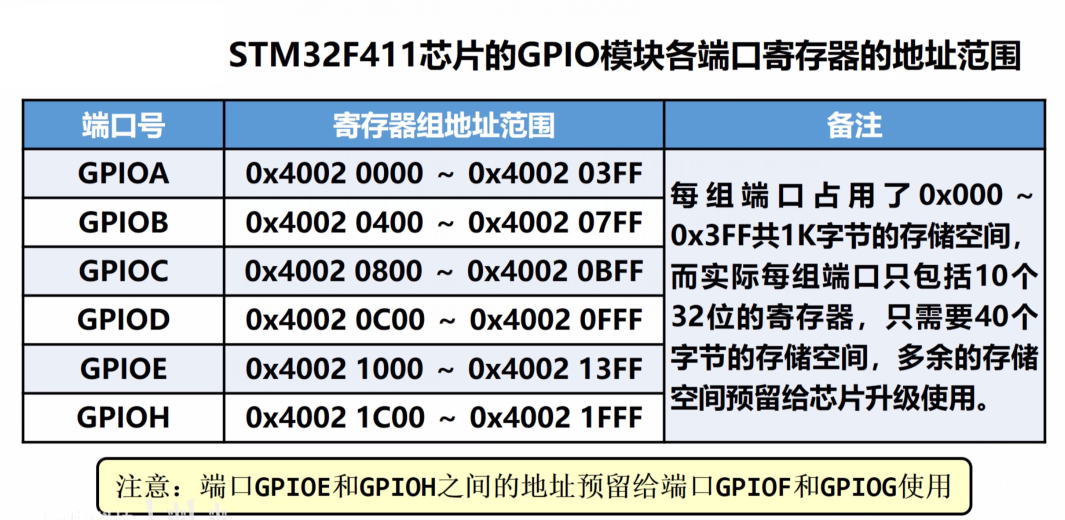 STM32F411芯片的GPIO模块各端口寄存器的地址范围
端口号 寄存器组地址范围 备注
GPIOA 0x4002 0000 ~ 0x4002 03FF
GPIOB 0x4002 0400 ~ 0x4002 07FF
GPIOC 0x4002 0800 ~ 0x4002 0BFF
GPIOD 0x4002 0C00 ~ 0x4002 0FFF
GPIOE 0x4002 1000 ~ 0x4002 13FF
GPIOH 0x4002 1C00 ~ 0x4002 1FFF
每组端口占用了0x000 ~
0x3FF共1K字节的存储空间，
而实际每组端口只包括10个
32位的寄存器，只需要40个
字节的存储空间，多余的存储
空间预留给芯片升级使用。
注意：端口GPIOE和GPIOH之间的地址预留给端口GPIOF和GPIOG使用